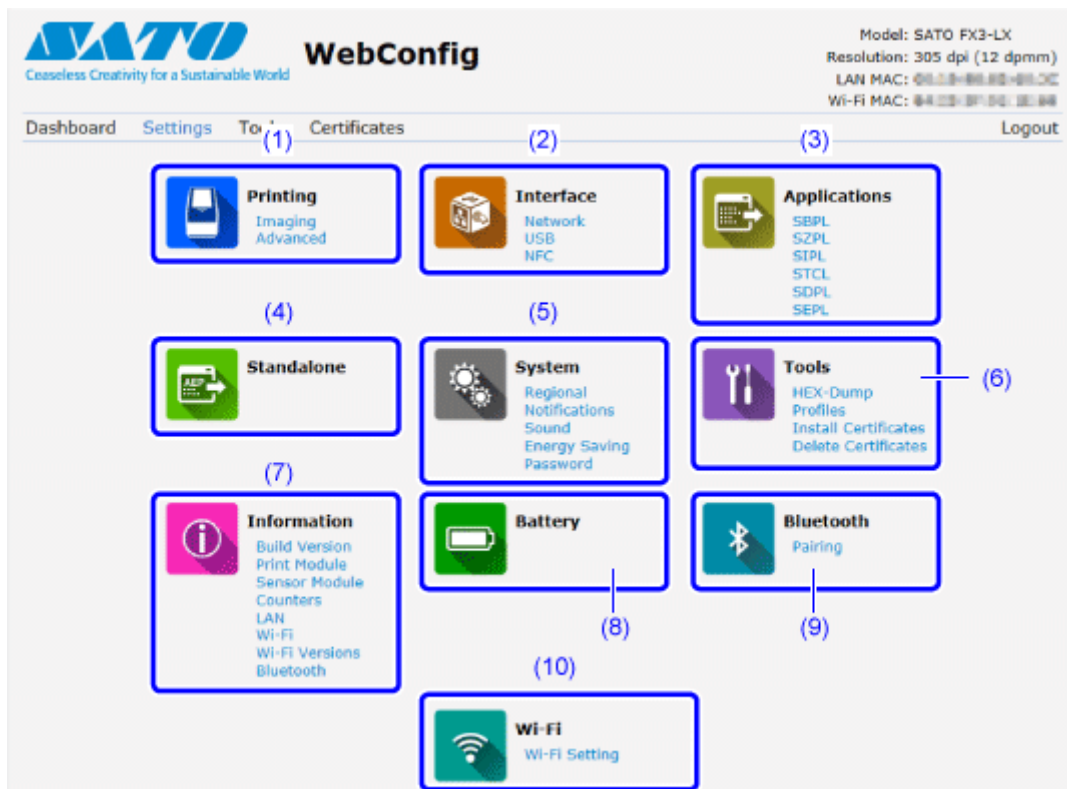 SATO
Ceaseless Creativity for a Sustainable World
WebConfig
Model: SATO FX3-LX
Resolution: 305 dpi (12 dpmm)
LAN MAC:
Wi-Fi MAC:
Dashboard Settings Certificates Logout
(1) (2) (3)
Printing
Imaging
Advanced
Interface
Network
USB
NFC
Applications
SBPL
SZPL
SIPL
STCL
SDPL
SEPL
(4) (5)
AEP
Standalone
System
Regional
Notifications
Sound
Energy Saving
Password
Tools
HEX-Dump
Profiles
Install Certificates
Delete Certificates
(6)
(7)
Information
Build Version
Print Module
Sensor Module
Counters
LAN
Wi-Fi
Wi-Fi Versions
Bluetooth
Battery
(8)
Bluetooth
Pairing
(9)
(10)
Wi-Fi
Wi-Fi Setting